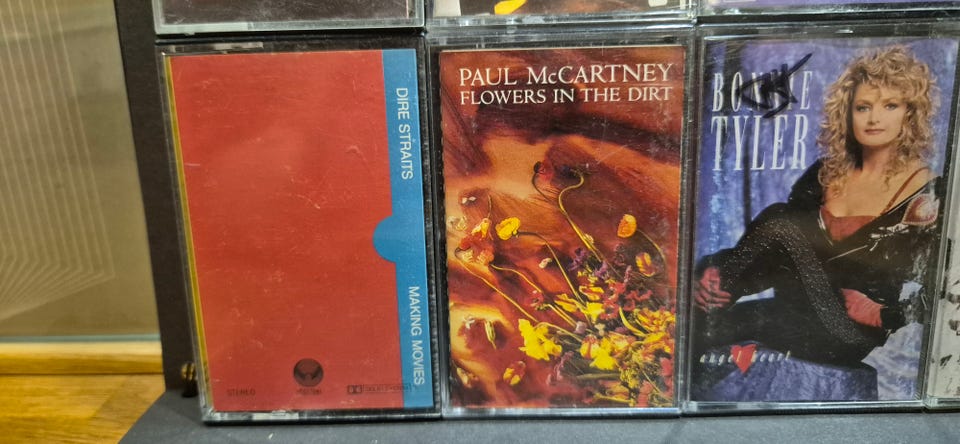 DIRE STRAITS
MAKING MOVIES
STEREO
PAUL McCARTNEY
FLOWERS IN THE DIRT
BONNIE
TYLER
angel heart